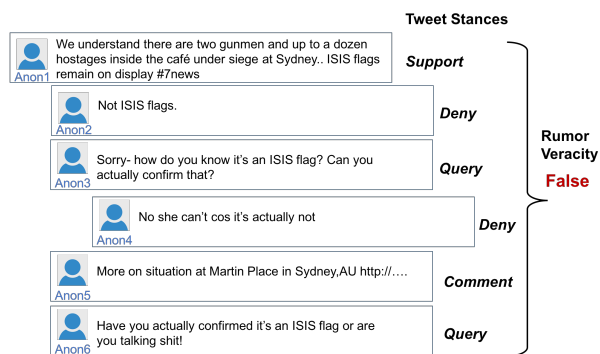 Tweet Stances
We understand there are two gunmen and up to a dozen
hostages inside the café under siege at Sydney.. ISIS flags
remain on display #7news
Anon1
Support
Not ISIS flags.
Anon2
Deny
Sorry- how do you know it's an ISIS flag? Can you
actually confirm that?
Anon3
Query
No she can't cos it's actually not
Anon4
Deny
More on situation at Martin Place in Sydney,AU http://....
Anon5
Comment
Have you actually confirmed it's an ISIS flag or are
you talking shit!
Anon6
Query
Rumor
Veracity
False